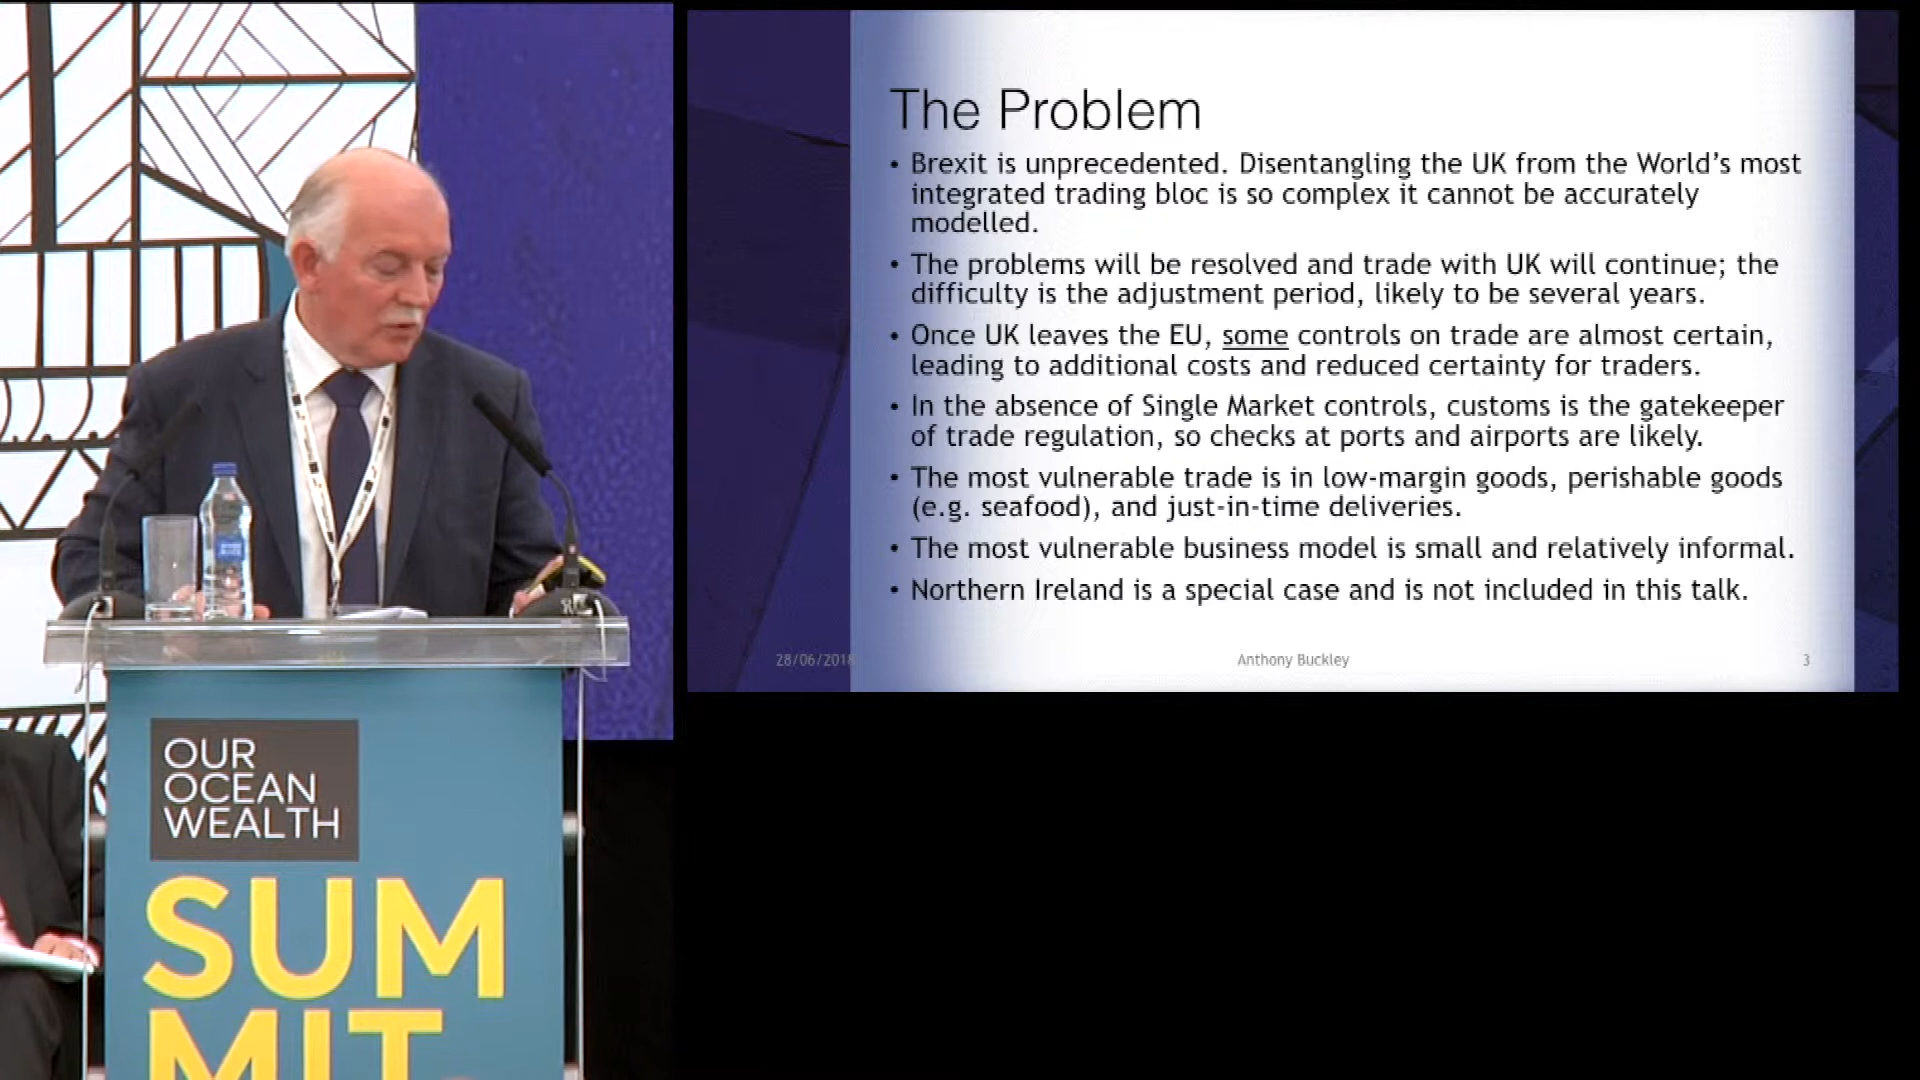 The Problem
• Brexit is unprecedented. Disentangling the UK from the World's most
integrated trading bloc is so complex it cannot be accurately
modelled.
• The problems will be resolved and trade with UK will continue; the
difficulty is the adjustment period, likely to be several years.
• Once UK leaves the EU, some controls on trade are almost certain,
leading to additional costs and reduced certainty for traders.
• In the absence of Single Market controls, customs is the gatekeeper
of trade regulation, so checks at ports and airports are likely.
• The most vulnerable trade is in low-margin goods, perishable goods
(e.g. seafood), and just-in-time deliveries.
• The most vulnerable business model is small and relatively informal.
• Northern Ireland is a special case and is not included in this talk.
28/06/2018
Anthony Buckley
3
OUR
OCEAN
WEALTH
SUM
MIT